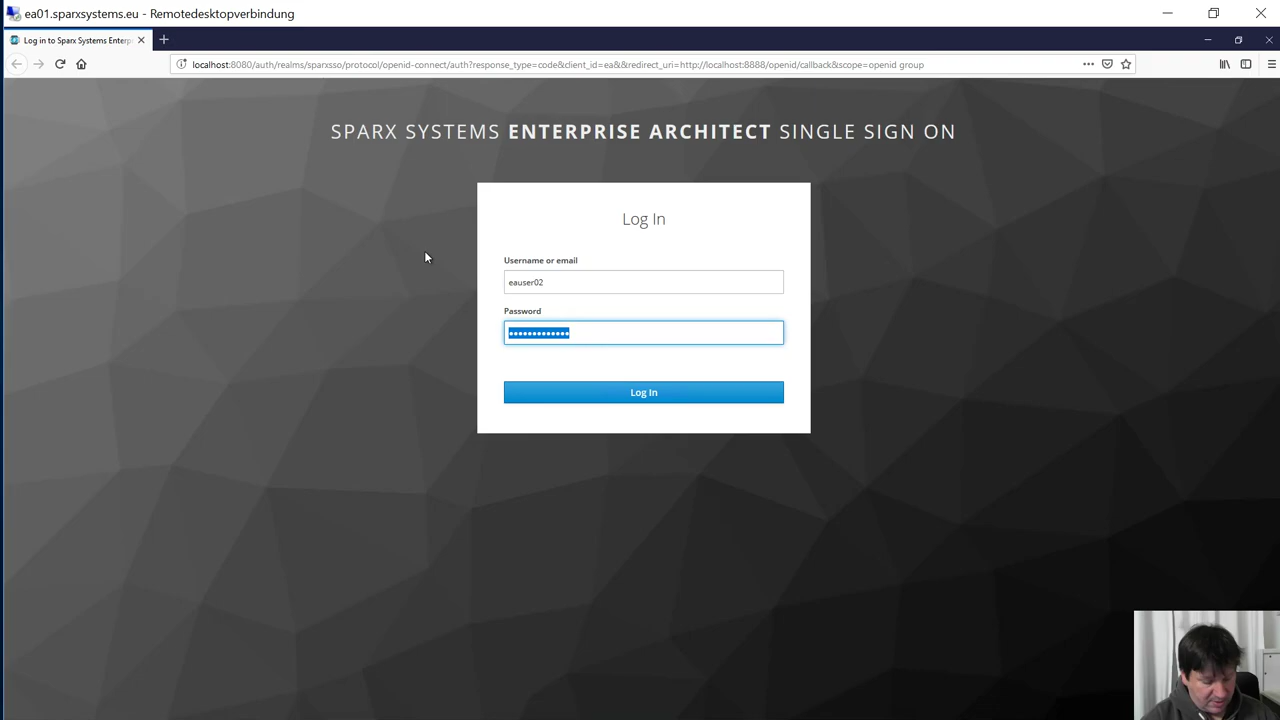 ea01.sparxsystems.eu - Remotedesktopverbindung
Log in to Sparx Systems Enterp
localhost:8080/auth/realms/sparxsso/protocol/openid-connect/auth?response_type=code&client_id=ea&&redirect_uri=http://localhost:8888/openid/callback&scope=openid group
SPARX SYSTEMS ENTERPRISE ARCHITECT SINGLE SIGN ON
Log In
Username or email
eauser02
Password
•••••••••••••
Log In